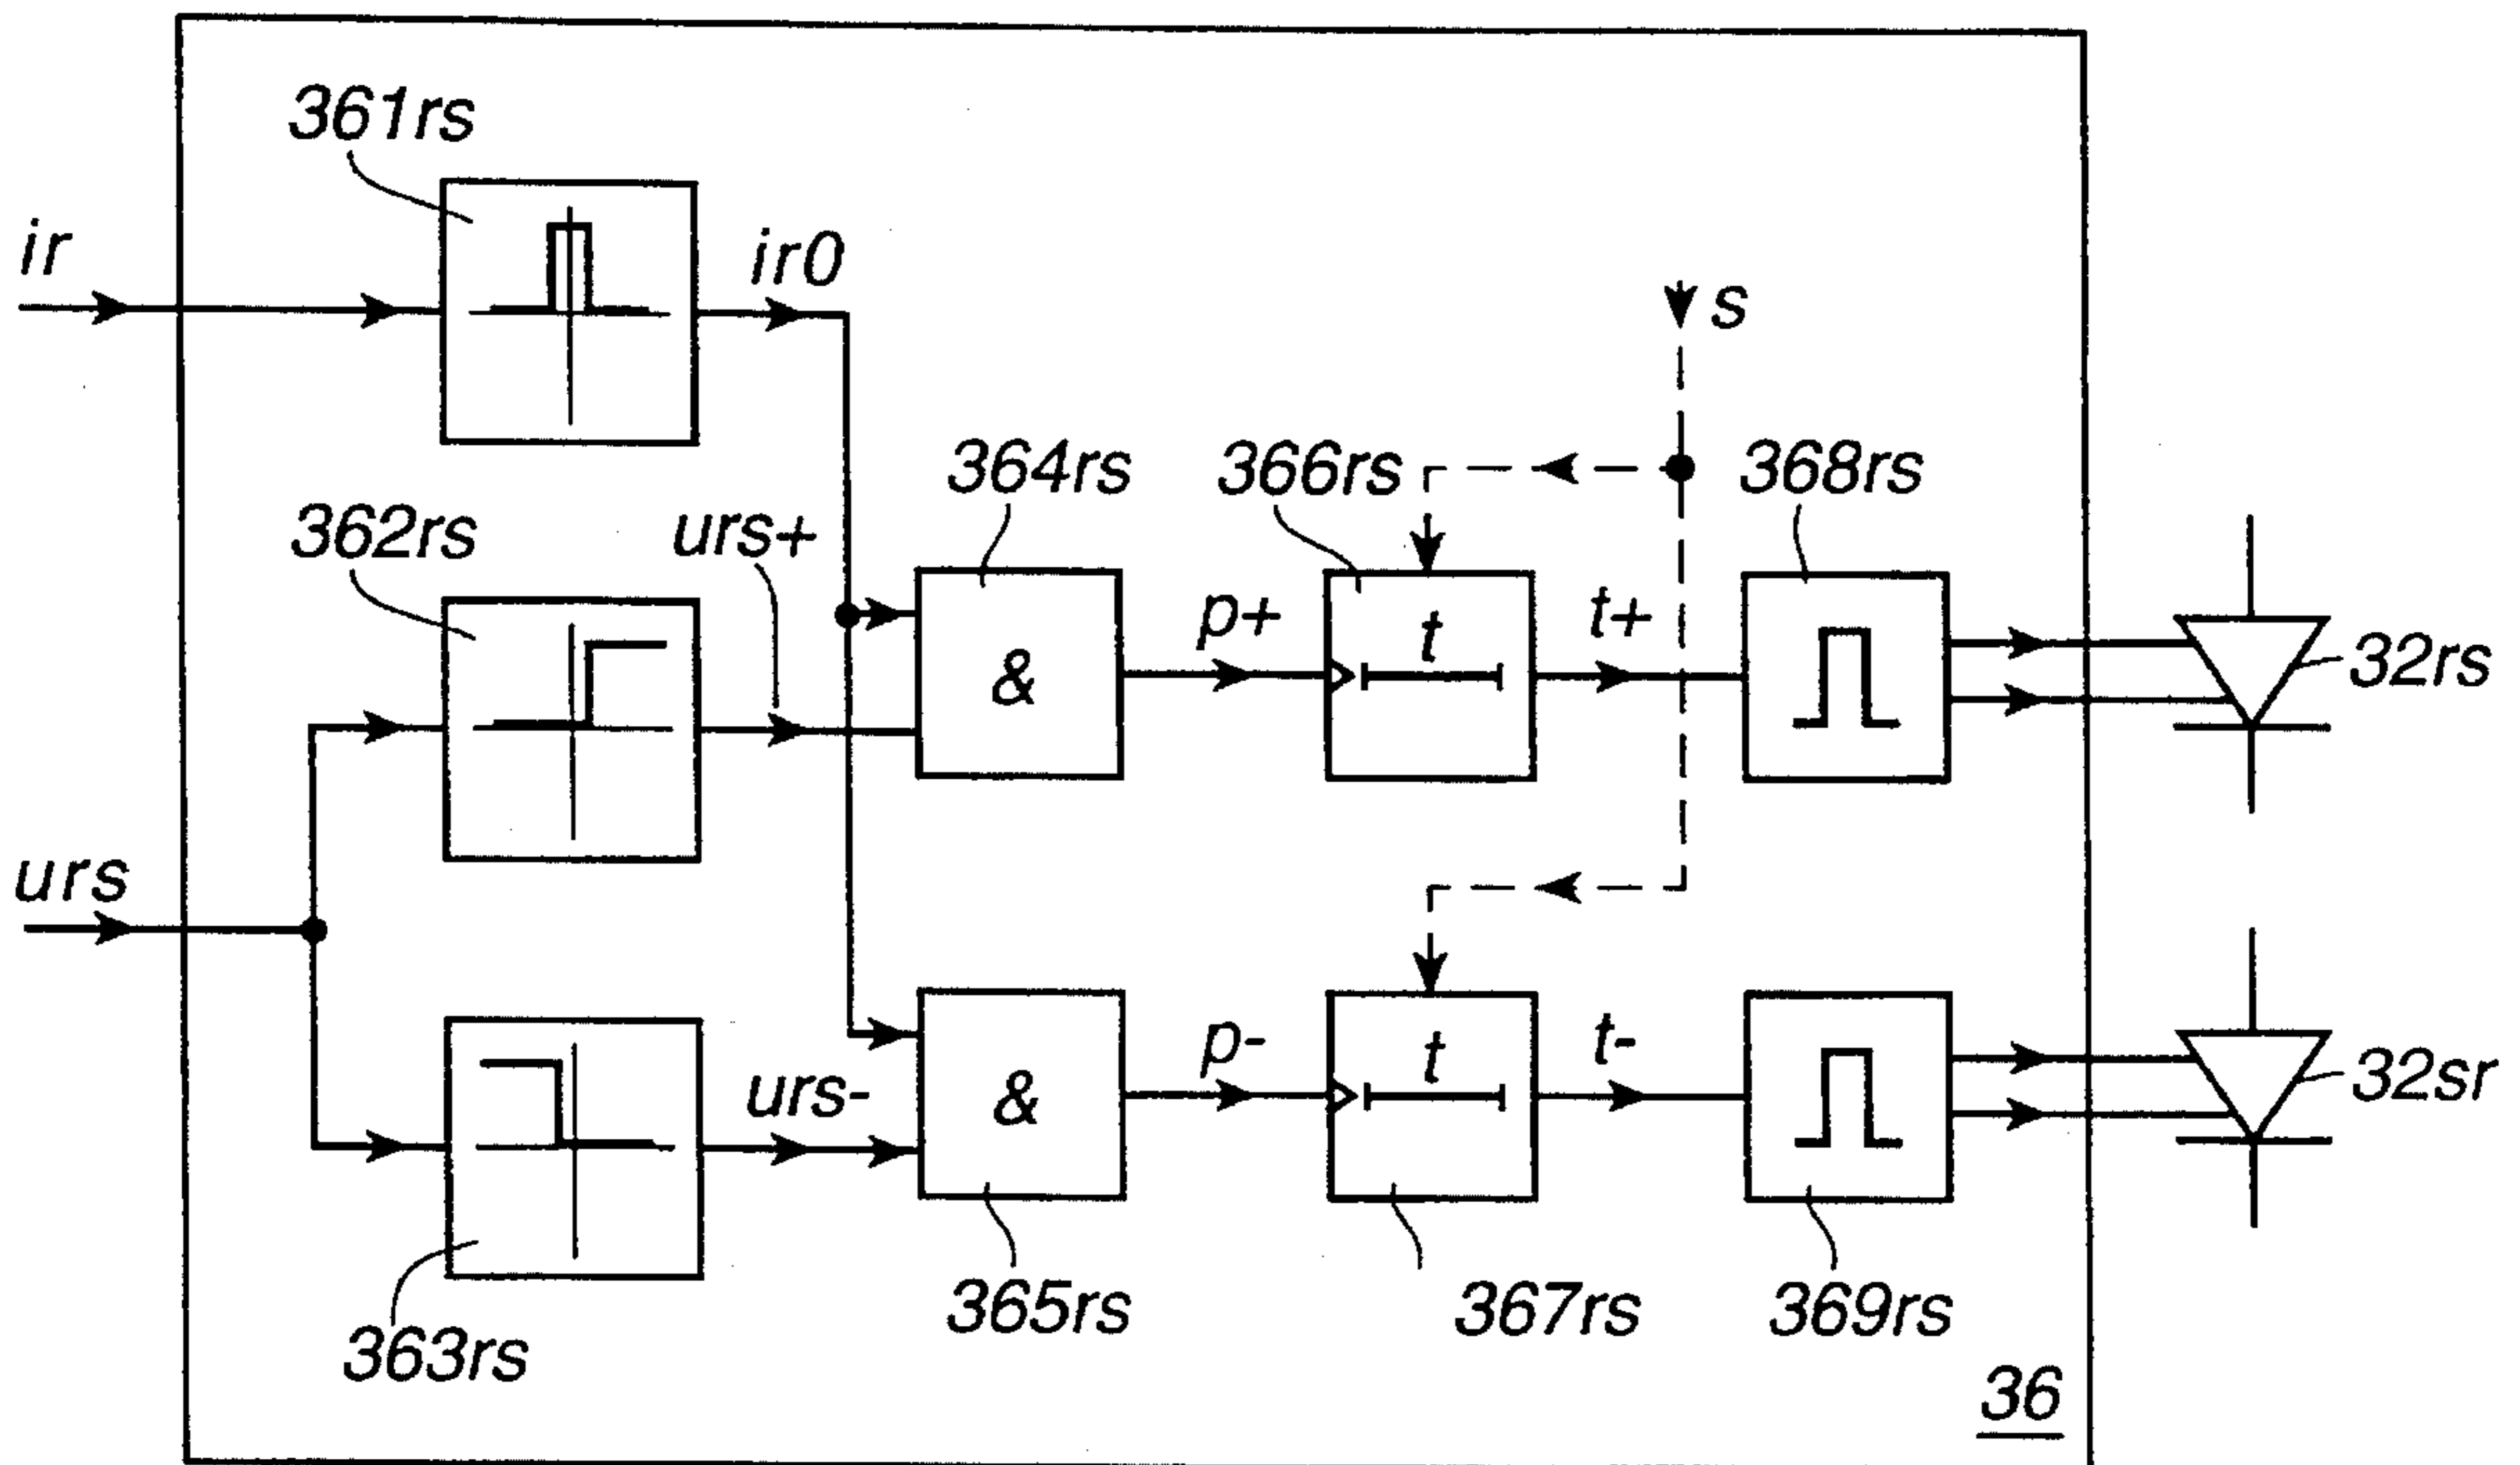 361rs
ir
ir0
s
364rs
366rs
368rs
362rs
urs+
p+
t
t+
&
32rs
urs
p-
t
t-
urs-
&
32sr
365rs
367rs
369rs
363rs
36